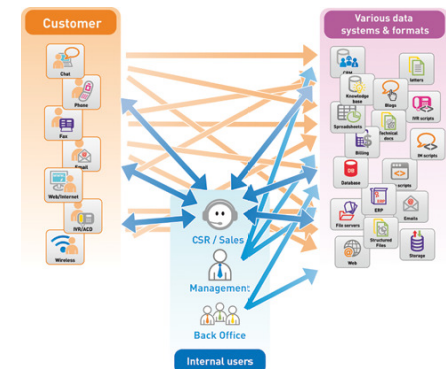 Customer
Chat
Phone
Fax
Email
Web/Internet
IVR/ACD
Wireless
CSR / Sales
Management
Back Office
Internal users
Various data
systems & formats
CRM
letters
Knowledge
base
Blogs
IVR scripts
Spreadsheets
Technical
docs
Billing
IM scripts
Database
scripts
ERP
Emails
File servers
Structured
Files
Storage
Web